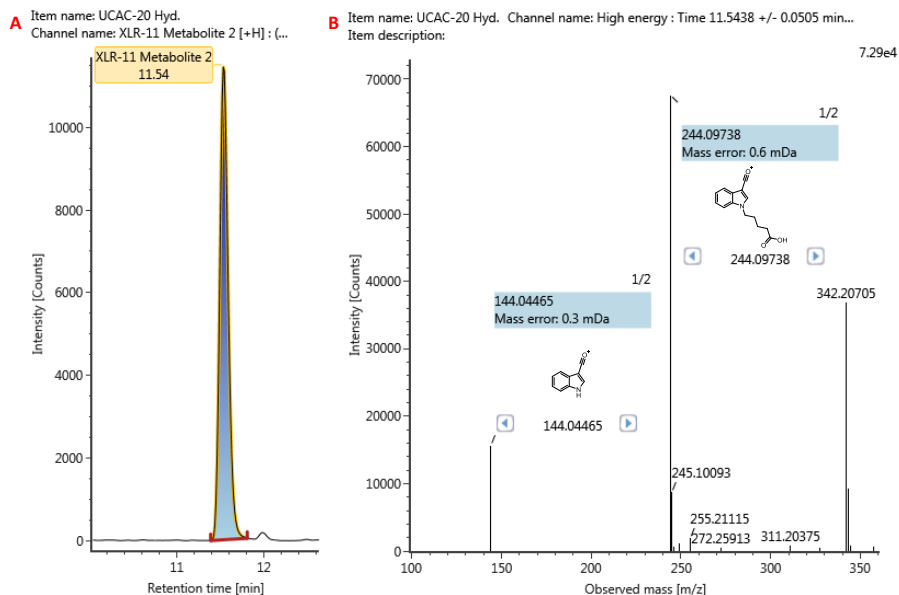 A
Item name: UCAC-20 Hyd.
Channel name: XLR-11 Metabolite 2 [+H] : (...
XLR-11 Metabolite 2
11.54
10000
8000
6000
4000
2000
0
Intensity [Counts]
11
12
Retention time [min]
B
Item name: UCAC-20 Hyd. Channel name: High energy : Time 11.5438 +/- 0.0505 min...
Item description:
7.29e4
70000
60000
50000
40000
30000
20000
10000
0
Intensity [Counts]
1/2
244.09738
Mass error: 0.6 mDa
O+
N
O
OH
244.09738
1/2
144.04465
Mass error: 0.3 mDa
O+
N
H
144.04465
342.20705
245.10093
255.21115
272.25913
311.20375
100
150
200
250
300
350
Observed mass [m/z]